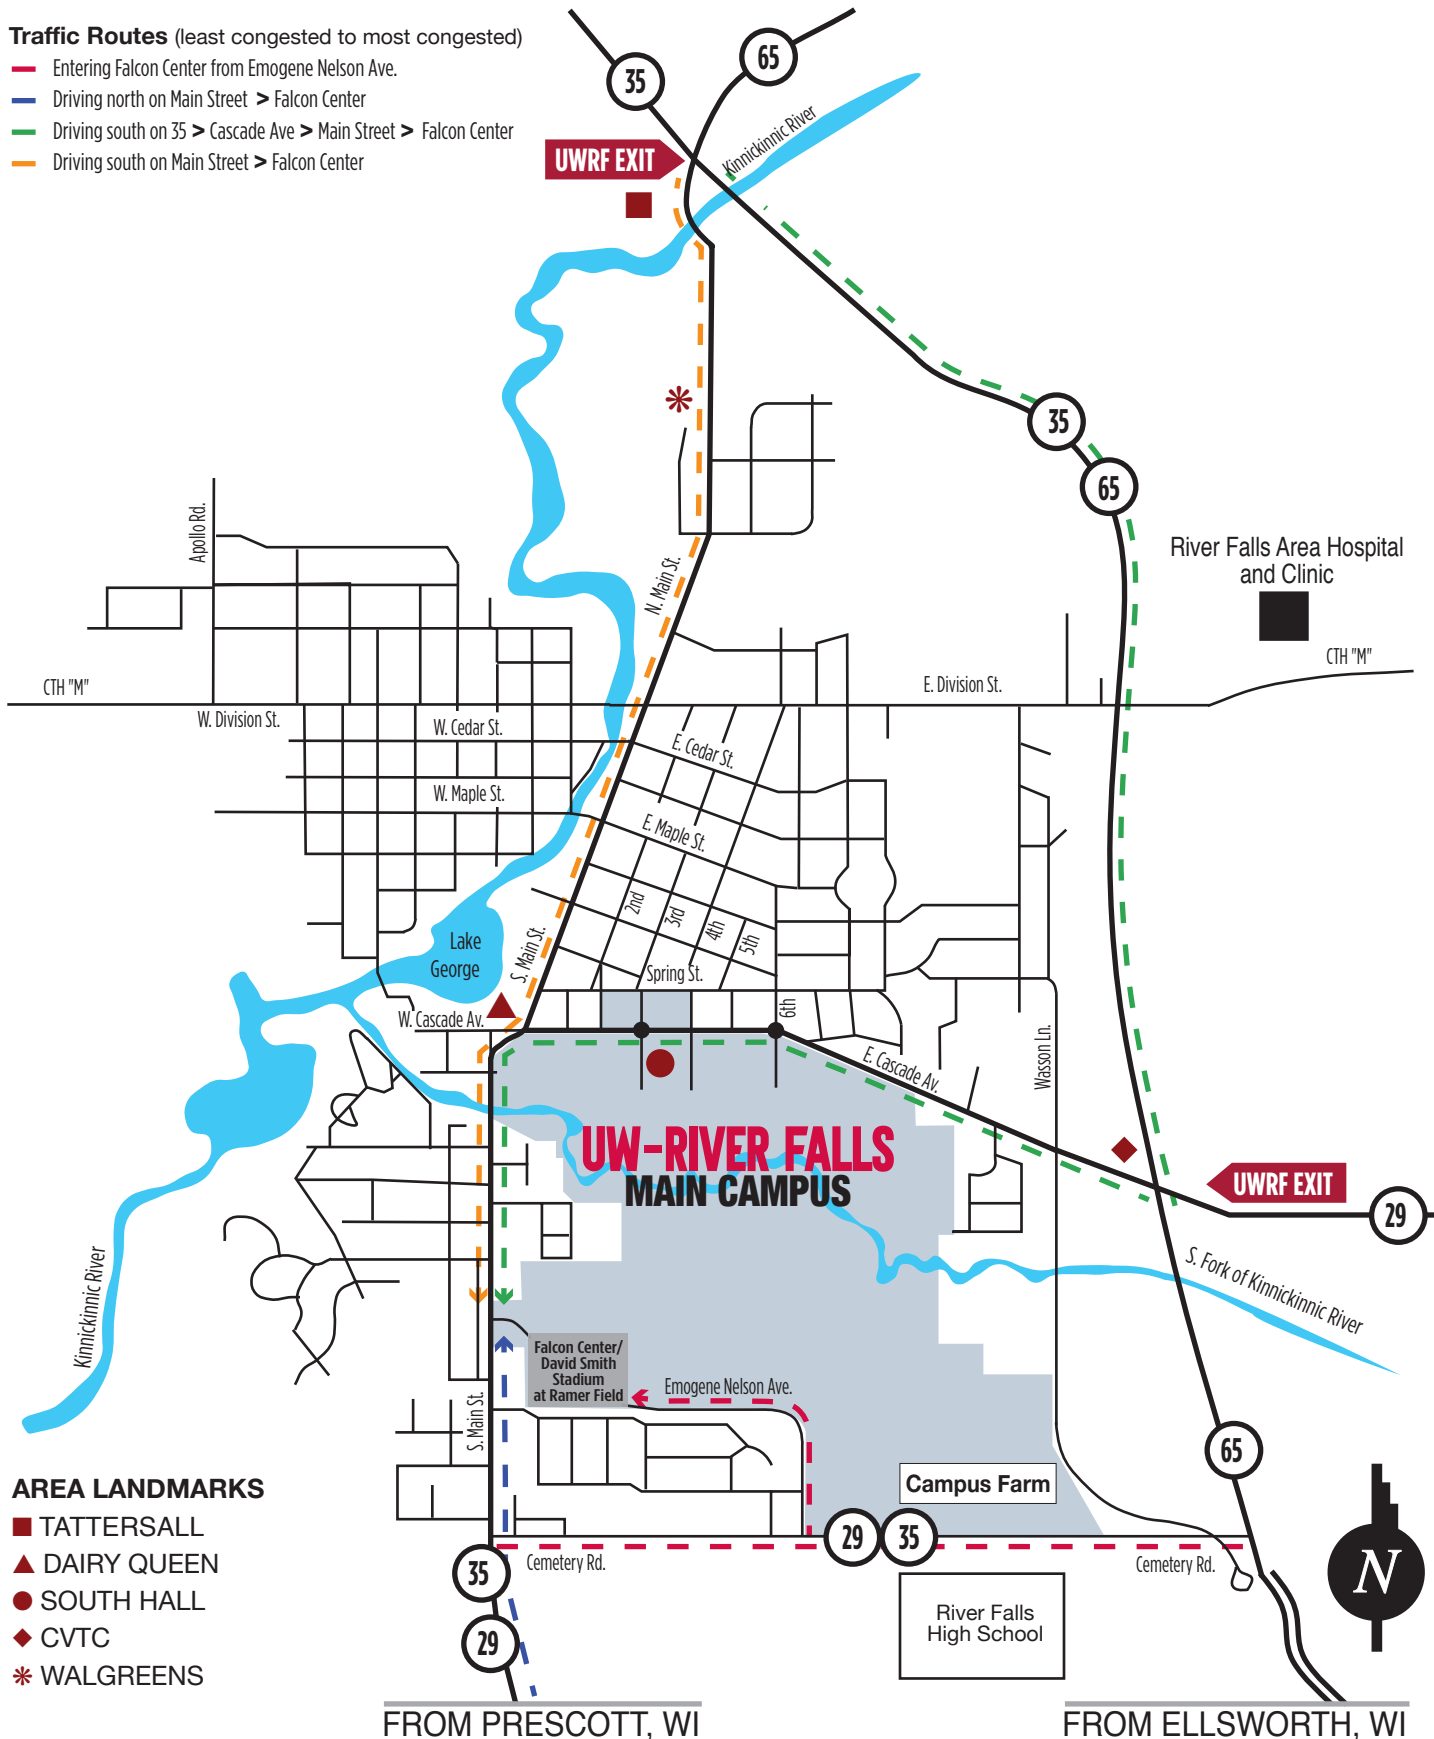 Traffic Routes (least congested to most congested)
Entering Falcon Center from Emogene Nelson Ave.
Driving north on Main Street > Falcon Center
Driving south on 35 > Cascade Ave > Main Street > Falcon Center
Driving south on Main Street > Falcon Center
35
65
UWRF EXIT
Kinnickinnic River
35
65
River Falls Area Hospital
and Clinic
Apollo Rd.
N. Main St.
CTH "M"
CTH "M"
E. Division St.
W. Division St.
W. Cedar St.
E. Cedar St.
W. Maple St.
E. Maple St.
2nd
3rd
4th
5th
Lake
George
S. Main St.
Spring St.
6th
W. Cascade Av.
E. Cascade Av.
Wasson Ln.
UW-RIVER FALLS
MAIN CAMPUS
UWRF EXIT
29
S. Fork of Kinnickinnic River
Kinnickinnic River
Falcon Center/
David Smith
Stadium
at Ramer Field
Emogene Nelson Ave.
S. Main St.
65
Campus Farm
29
35
Cemetery Rd.
Cemetery Rd.
35
29
River Falls
High School
N
AREA LANDMARKS
TATTERSALL
DAIRY QUEEN
SOUTH HALL
CVTC
WALGREENS
FROM PRESCOTT, WI
FROM ELLSWORTH, WI